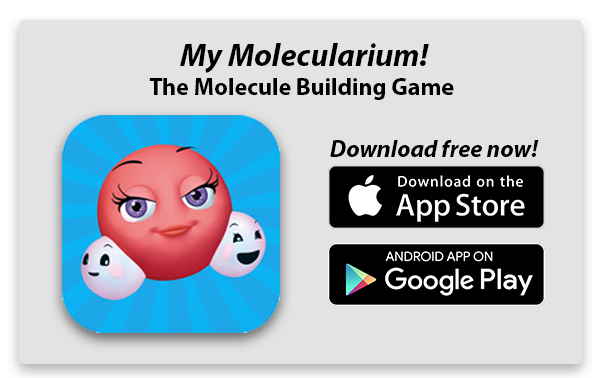 My Molecularium!
The Molecule Building Game
Download free now!
Download on the
App Store
ANDROID APP ON
Google Play